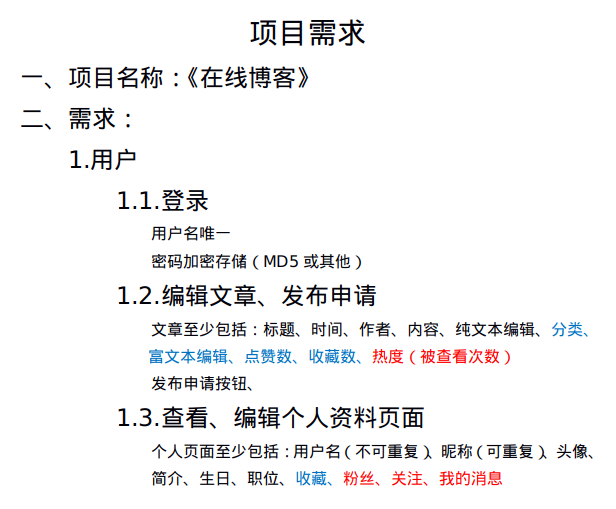 项目需求
一、项目名称：《在线博客》
二、需求：
1.用户
1.1.登录
用户名唯一
密码加密存储（MD5 或其他）
1.2.编辑文章、发布申请
文章至少包括：标题、时间、作者、内容、纯文本编辑、分类、
富文本编辑、点赞数、收藏数、热度（被查看次数）
发布申请按钮、
1.3.查看、编辑个人资料页面
个人页面至少包括：用户名（不可重复）、昵称（可重复）、头像、
简介、生日、职位、收藏、粉丝、关注、我的消息